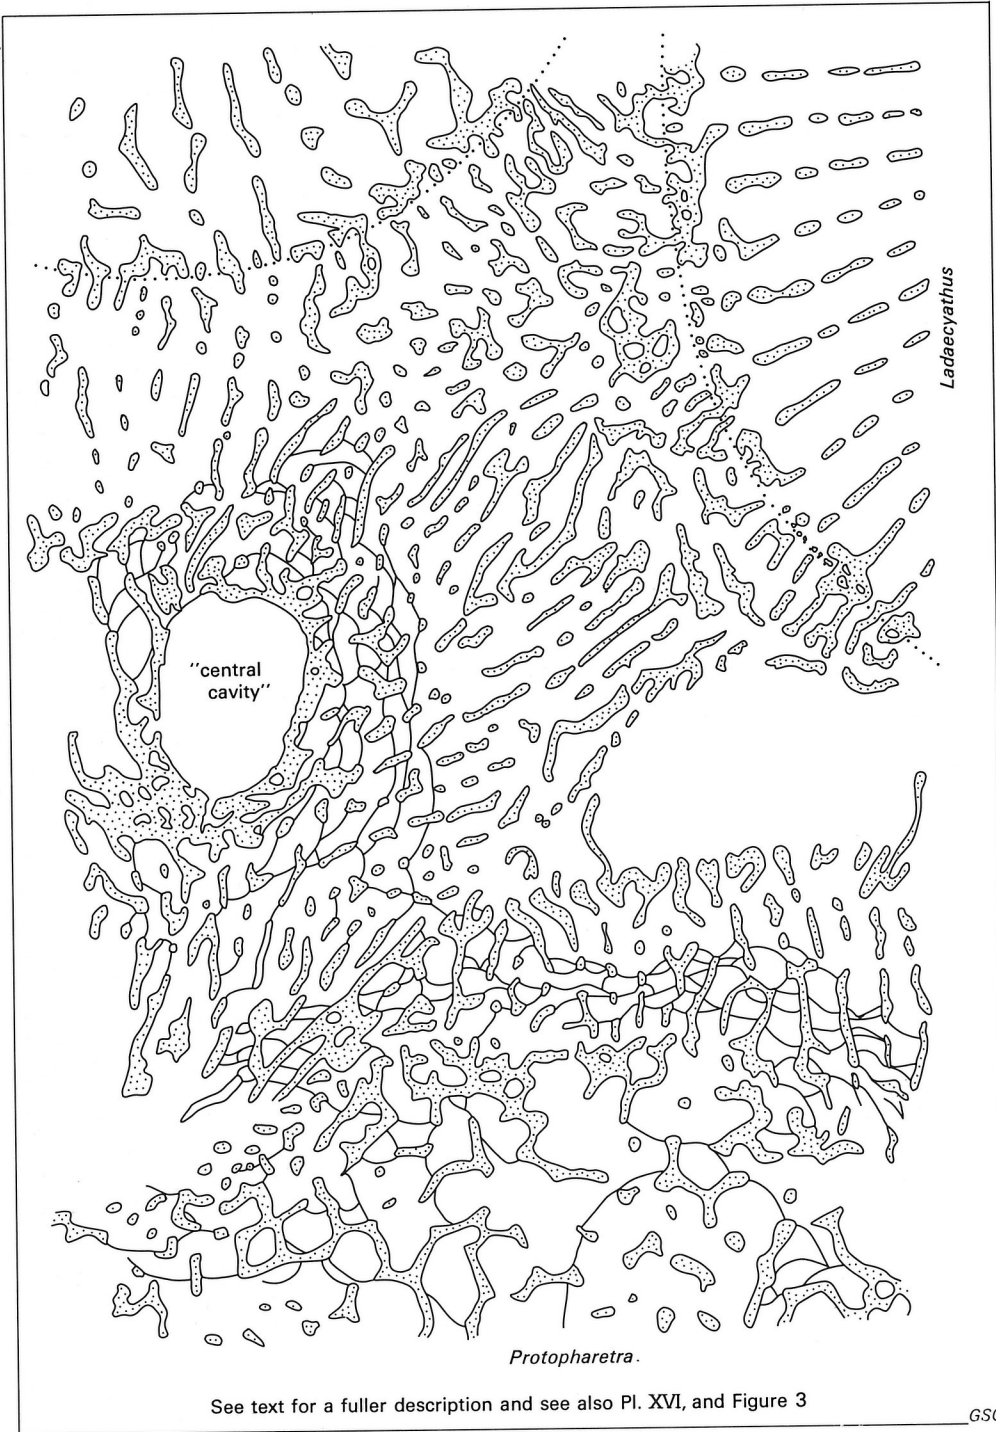 Ladaecyathus
"central
cavity"
Protopharetra.
See text for a fuller description and see also Pl. XVI, and Figure 3